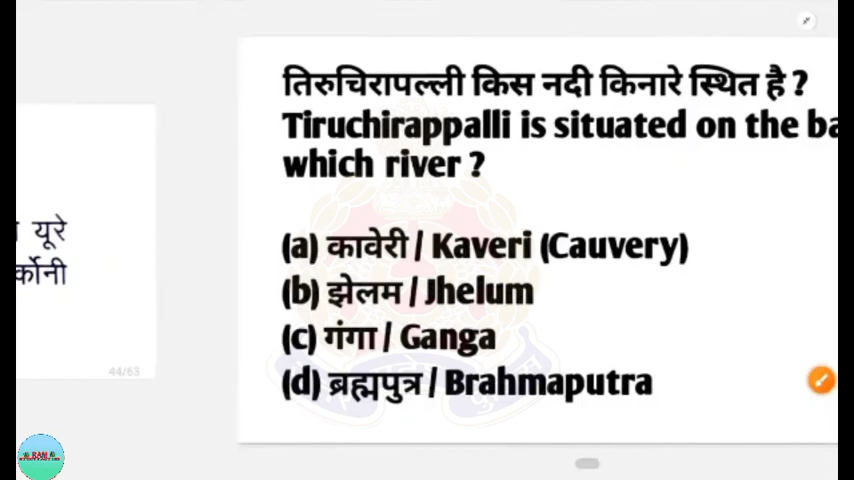 यूरे
र्कोनी
44/63
तिरुचिरापल्ली किस नदी किनारे स्थित है ?
Tiruchirappalli is situated on the ba
which river ?
(a) कावेरी / Kaveri (Cauvery)
(b) झेलम / Jhelum
(c) गंगा / Ganga
(d) ब्रह्मपुत्र / Brahmaputra
RAM